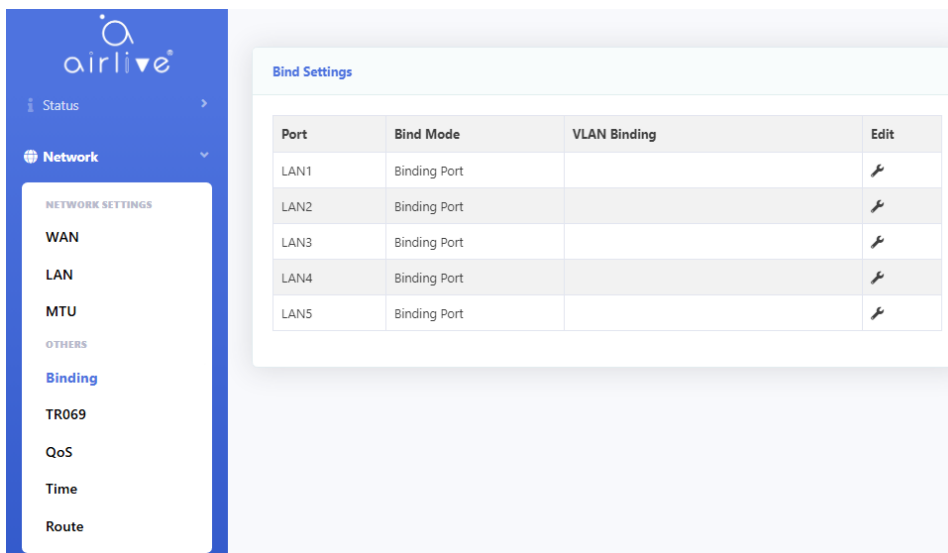 airlive®
Status
Network
NETWORK SETTINGS
WAN
LAN
MTU
OTHERS
Binding
TR069
QoS
Time
Route
Bind Settings
Port Bind Mode VLAN Binding Edit
LAN1 Binding Port
LAN2 Binding Port
LAN3 Binding Port
LAN4 Binding Port
LAN5 Binding Port